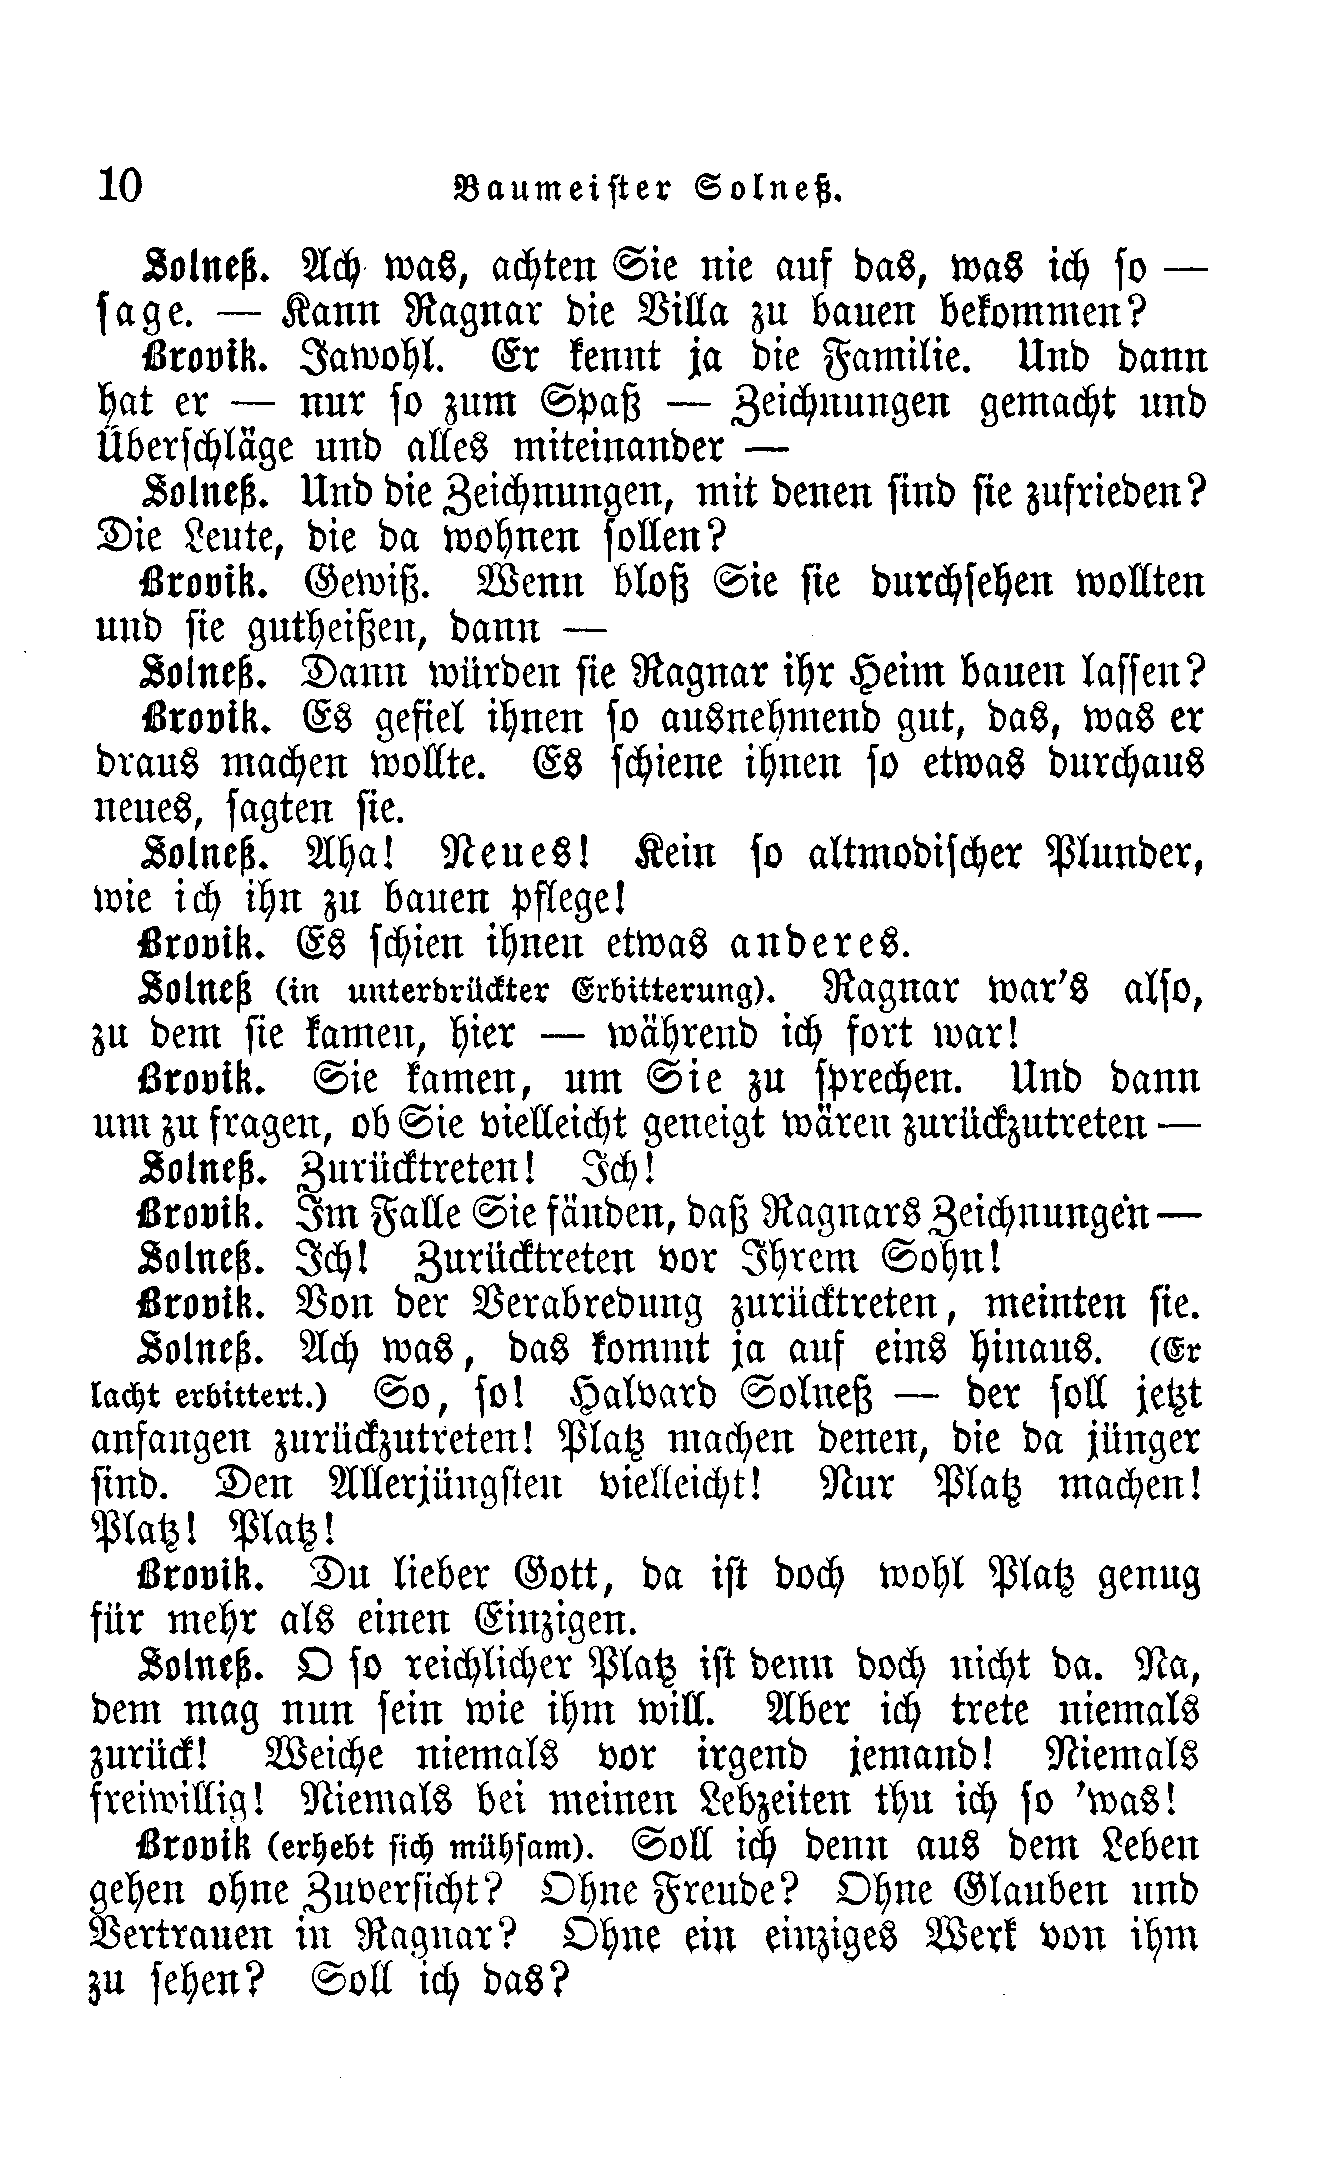 10 Baumeister Solneß.
Solneß. Ach was, achten Sie nie auf das, was ich so —
sage. — Kann Ragnar die Villa zu bauen bekommen?
Brovik. Jawohl. Er kennt ja die Familie. Und dann
hat er — nur so zum Spaß — Zeichnungen gemacht und
Überschläge und alles miteinander —
Solneß. Und die Zeichnungen, mit denen sind sie zufrieden?
Die Leute, die da wohnen sollen?
Brovik. Gewiß. Wenn bloß Sie sie durchsehen wollten
und sie gutheißen, dann —
Solneß. Dann würden sie Ragnar ihr Heim bauen lassen?
Brovik. Es gefiel ihnen so ausnehmend gut, das, was er
draus machen wollte. Es schiene ihnen so etwas durchaus
neues, sagten sie.
Solneß. Aha! Neues! Kein so altmodischer Plunder,
wie ich ihn zu bauen pflege!
Brovik. Es schien ihnen etwas anderes.
Solneß (in unterdrückter Erbitterung). Ragnar war's also,
zu dem sie kamen, hier — während ich fort war!
Brovik. Sie kamen, um Sie zu sprechen. Und dann
um zu fragen, ob Sie vielleicht geneigt wären zurückzutreten —
Solneß. Zurücktreten! Ich!
Brovik. Im Falle Sie fänden, daß Ragnars Zeichnungen —
Solneß. Ich! Zurücktreten vor Ihrem Sohn!
Brovik. Von der Verabredung zurücktreten, meinten sie.
Solneß. Ach was, das kommt ja auf eins hinaus. (Er
lacht erbittert.) So, so! Halvard Solneß — der soll jetzt
anfangen zurückzutreten! Platz machen denen, die da jünger
sind. Den Allerjüngsten vielleicht! Nur Platz machen!
Platz! Platz!
Brovik. Du lieber Gott, da ist doch wohl Platz genug
für mehr als einen Einzigen.
Solneß. O so reichlicher Platz ist denn doch nicht da. Na,
dem mag nun sein wie ihm will. Aber ich trete niemals
zurück! Weiche niemals vor irgend jemand! Niemals
freiwillig! Niemals bei meinen Lebzeiten thu ich so 'was!
Brovik (erhebt sich mühsam). Soll ich denn aus dem Leben
gehen ohne Zuversicht? Ohne Freude? Ohne Glauben und
Vertrauen in Ragnar? Ohne ein einziges Werk von ihm
zu sehen? Soll ich das?